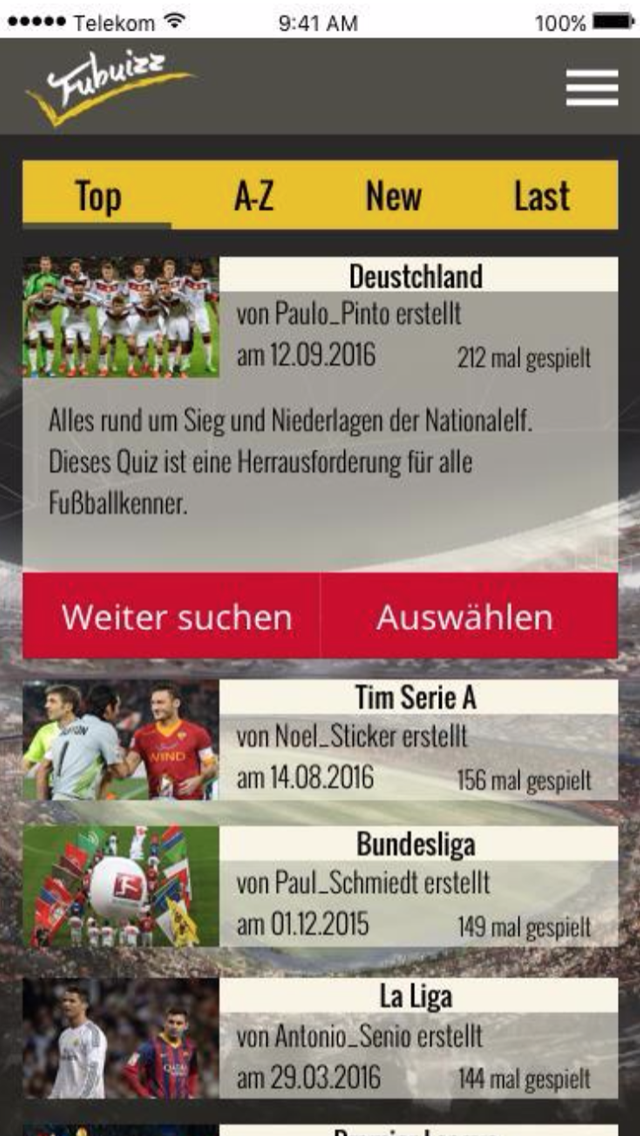 Telekom 9:41 AM 100%
Fubuizz
Top A-Z New Last
Deustchland
von Paulo_Pinto erstellt
am 12.09.2016 212 mal gespielt
Alles rund um Sieg und Niederlagen der Nationalelf.
Dieses Quiz ist eine Herrausforderung für alle
Fußballkenner.
Weiter suchen Auswählen
Tim Serie A
von Noel_Sticker erstellt
am 14.08.2016 156 mal gespielt
1
WIND
Bundesliga
von Paul_Schmiedt erstellt
am 01.12.2015 149 mal gespielt
La Liga
von Antonio_Senio erstellt
am 29.03.2016 144 mal gespielt